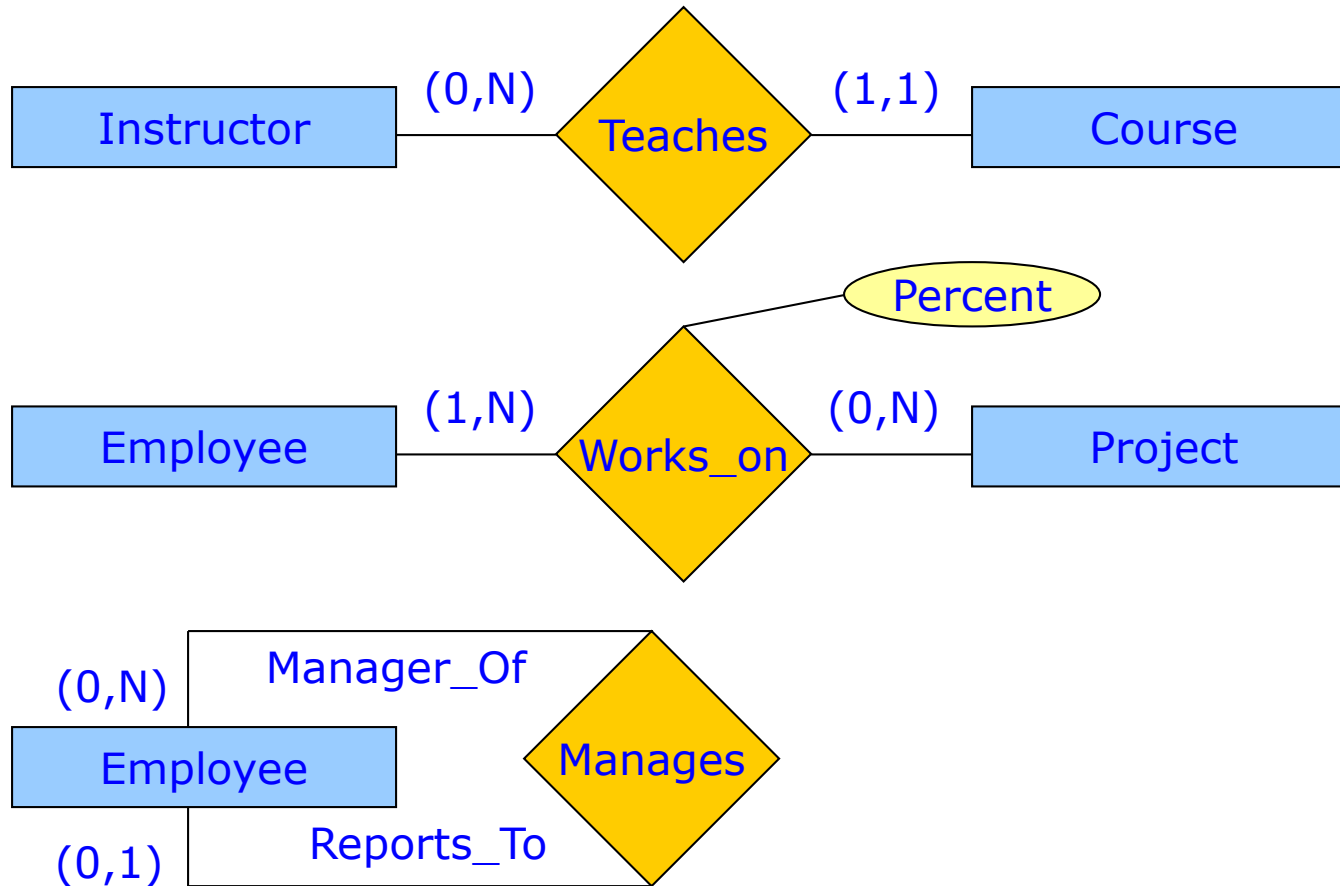 (0,N) (1,1)
Instructor Teaches Course
Percent
(1,N) (0,N)
Employee Works_on Project
Manager_Of
(0,N)
Employee Manages
Reports_To
(0,1)